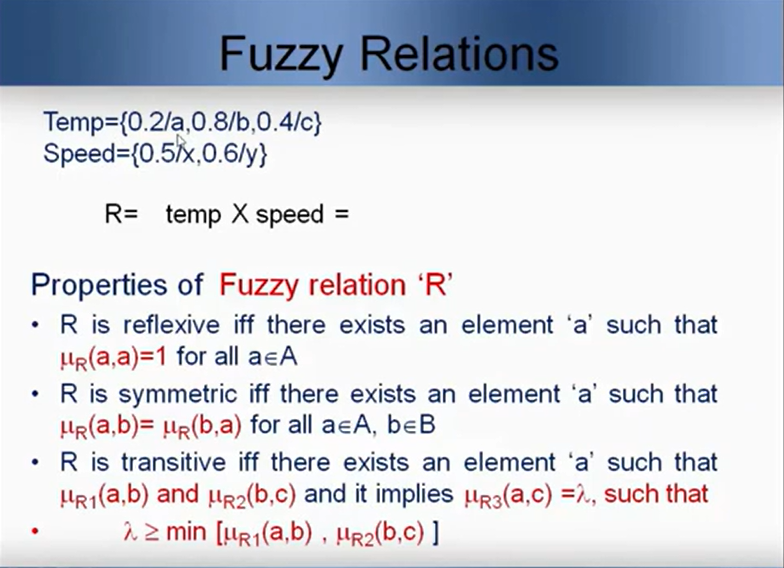 Fuzzy Relations
Temp={0.2/a,0.8/b,0.4/c}
Speed={0.5/x,0.6/y}
R= temp X speed =
Properties of Fuzzy relation ‘R’
• R is reflexive iff there exists an element ‘a’ such that
μR(a,a)=1 for all a∈A
• R is symmetric iff there exists an element ‘a’ such that
μR(a,b)= μR(b,a) for all a∈A, b∈B
• R is transitive iff there exists an element ‘a’ such that
μR1(a,b) and μR2(b,c) and it implies μR3(a,c) =λ, such that
• λ ≥ min [μR1(a,b) , μR2(b,c) ]